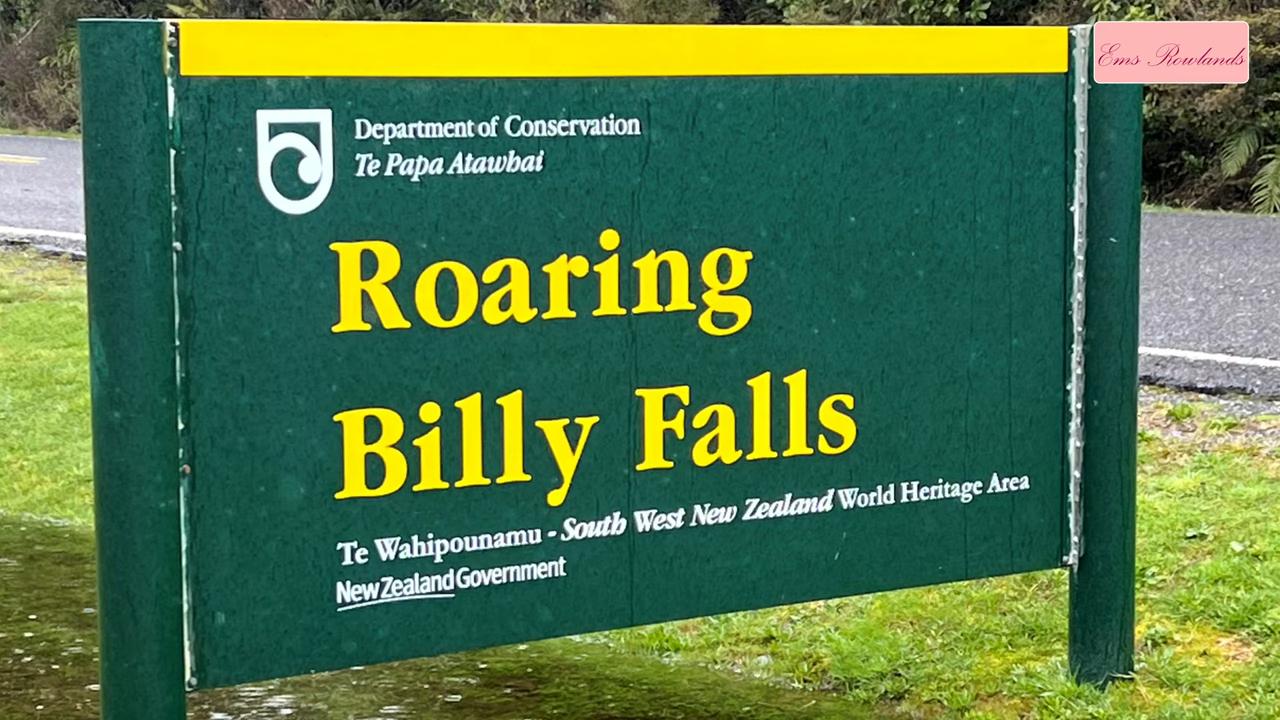 Ems Rowlands
Department of Conservation
Te Papa Atawhai
Roaring
Billy Falls
Te Wahipounamu - South West New Zealand World Heritage Area
New Zealand Government